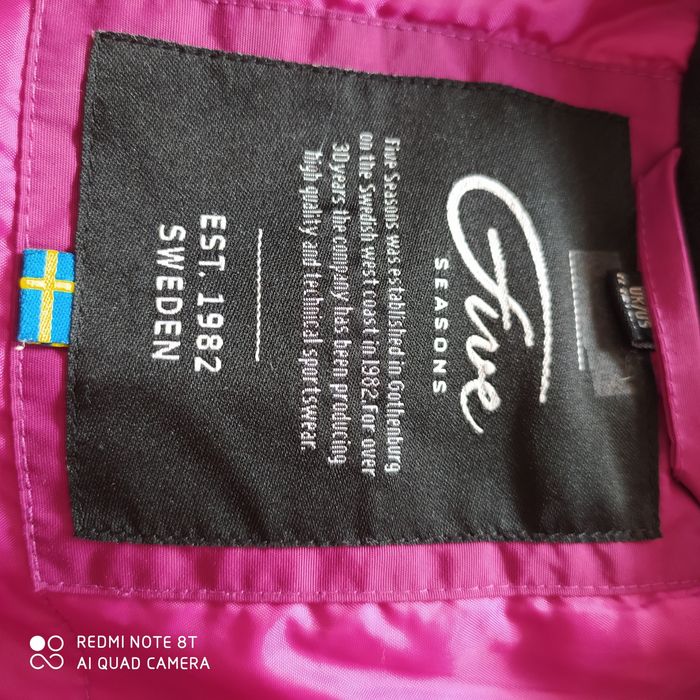 UK/US
Five
SEASONS
Five Seasons was established in Gothenburg
on the Swedish west coast in 1982. For over
30 years the company has been producing
high quality and technical sportswear.
EST. 1982
SWEDEN
REDMI NOTE 8T
AI QUAD CAMERA